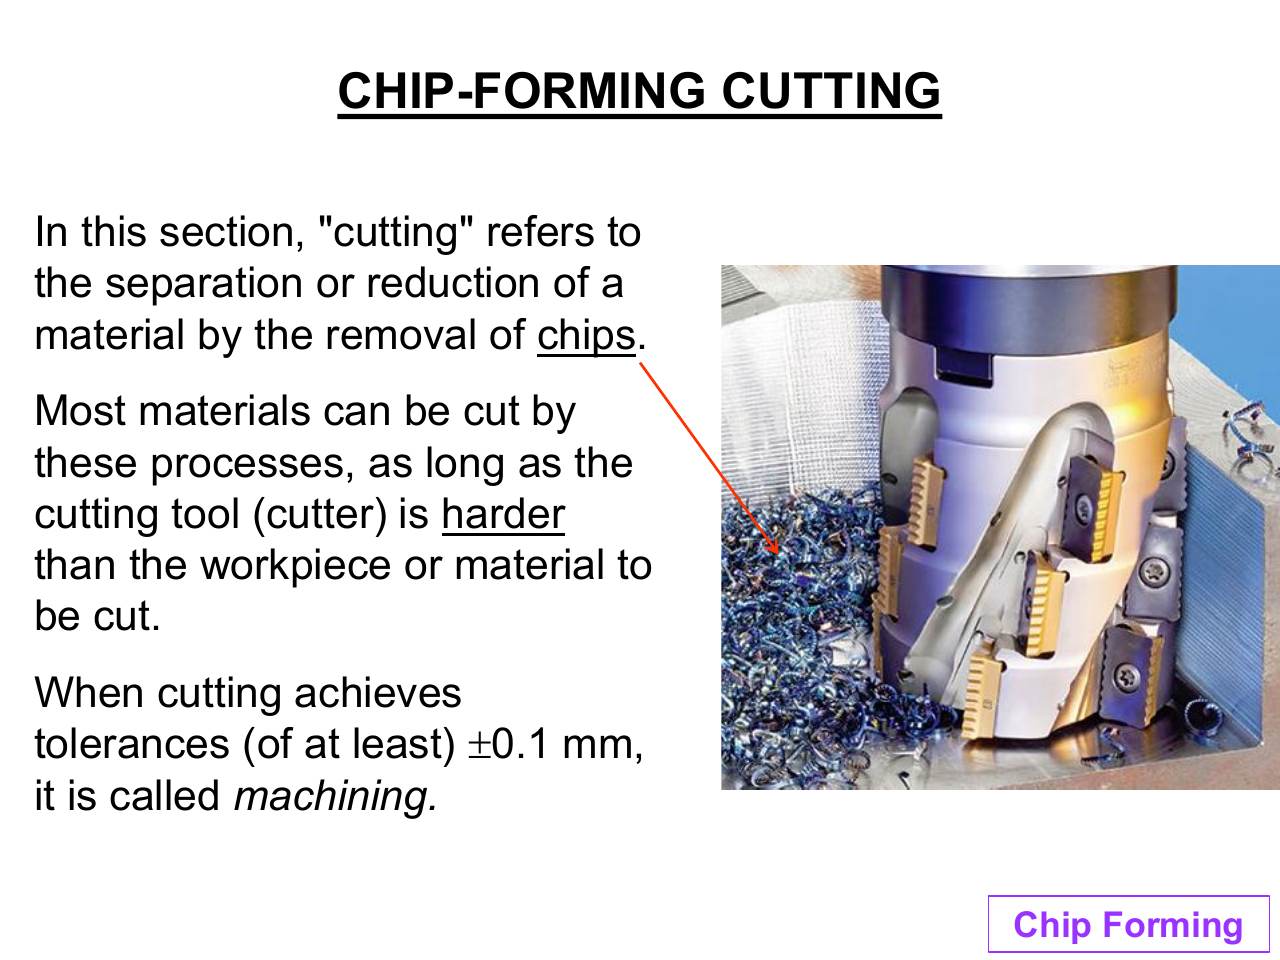 CHIP-FORMING CUTTING
In this section, "cutting" refers to
the separation or reduction of a
material by the removal of chips.
Most materials can be cut by
these processes, as long as the
cutting tool (cutter) is harder
than the workpiece or material to
be cut.
When cutting achieves
tolerances (of at least) ±0.1 mm,
it is called machining.
Chip Forming